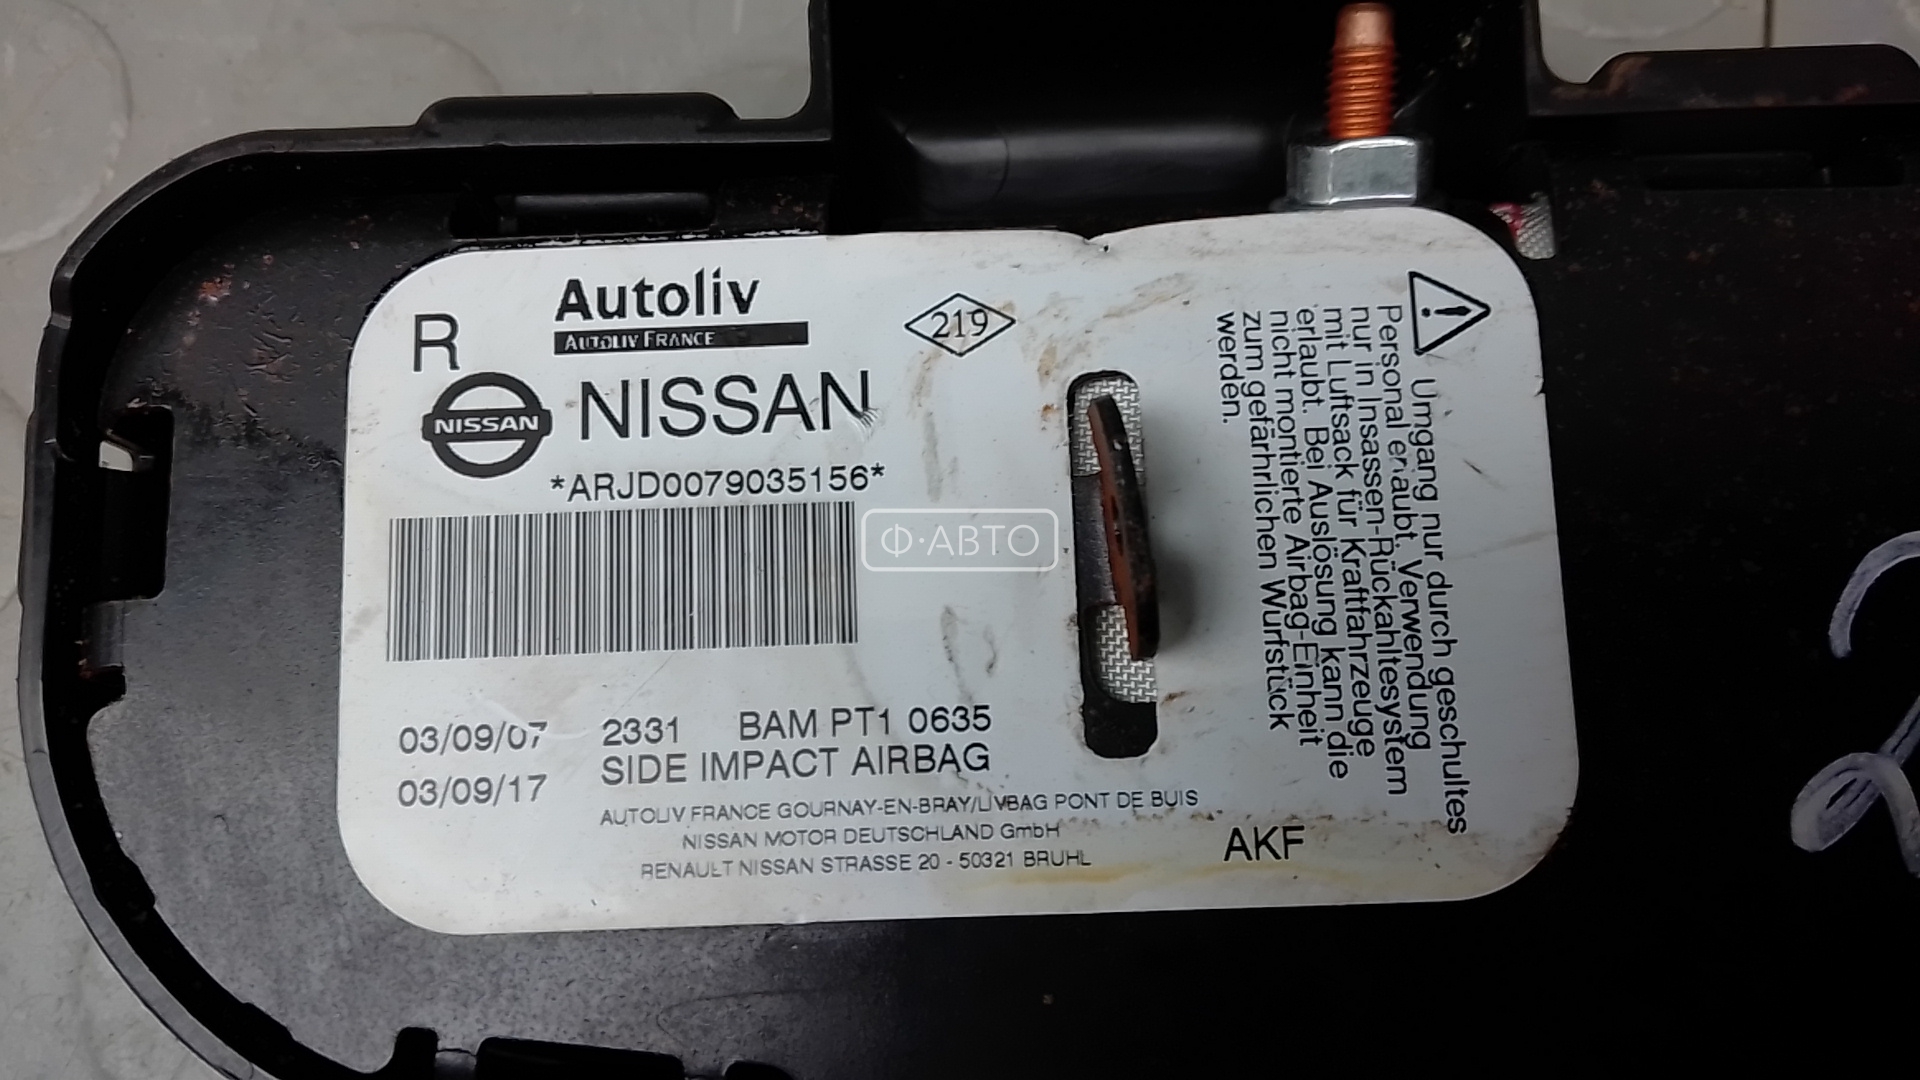 R
Autoliv
AUTOLIV FRANCE
219
NISSAN
NISSAN
*ARJD0079035156*
Ф·АВТО
03/09/07 2331 BAM PT1 0635
03/09/17 SIDE IMPACT AIRBAG
AUTOLIV FRANCE GOURNAY-EN-BRAY/LIVBAG PONT DE BUIS
NISSAN MOTOR DEUTSCHLAND GmbH
RENAULT NISSAN STRASSE 20 - 50321 BRUHL
AKF
Umgang nur durch geschultes
Personal erlaubt. Verwendung
nur in Insassen-Rückahltesystem
mit Luftsack für Kraftfahrzeuge
erlaubt. Bei Auslösung kann die
nicht montierte Airbag-Einheit
zum gefährlichen Wurfstück
werden.